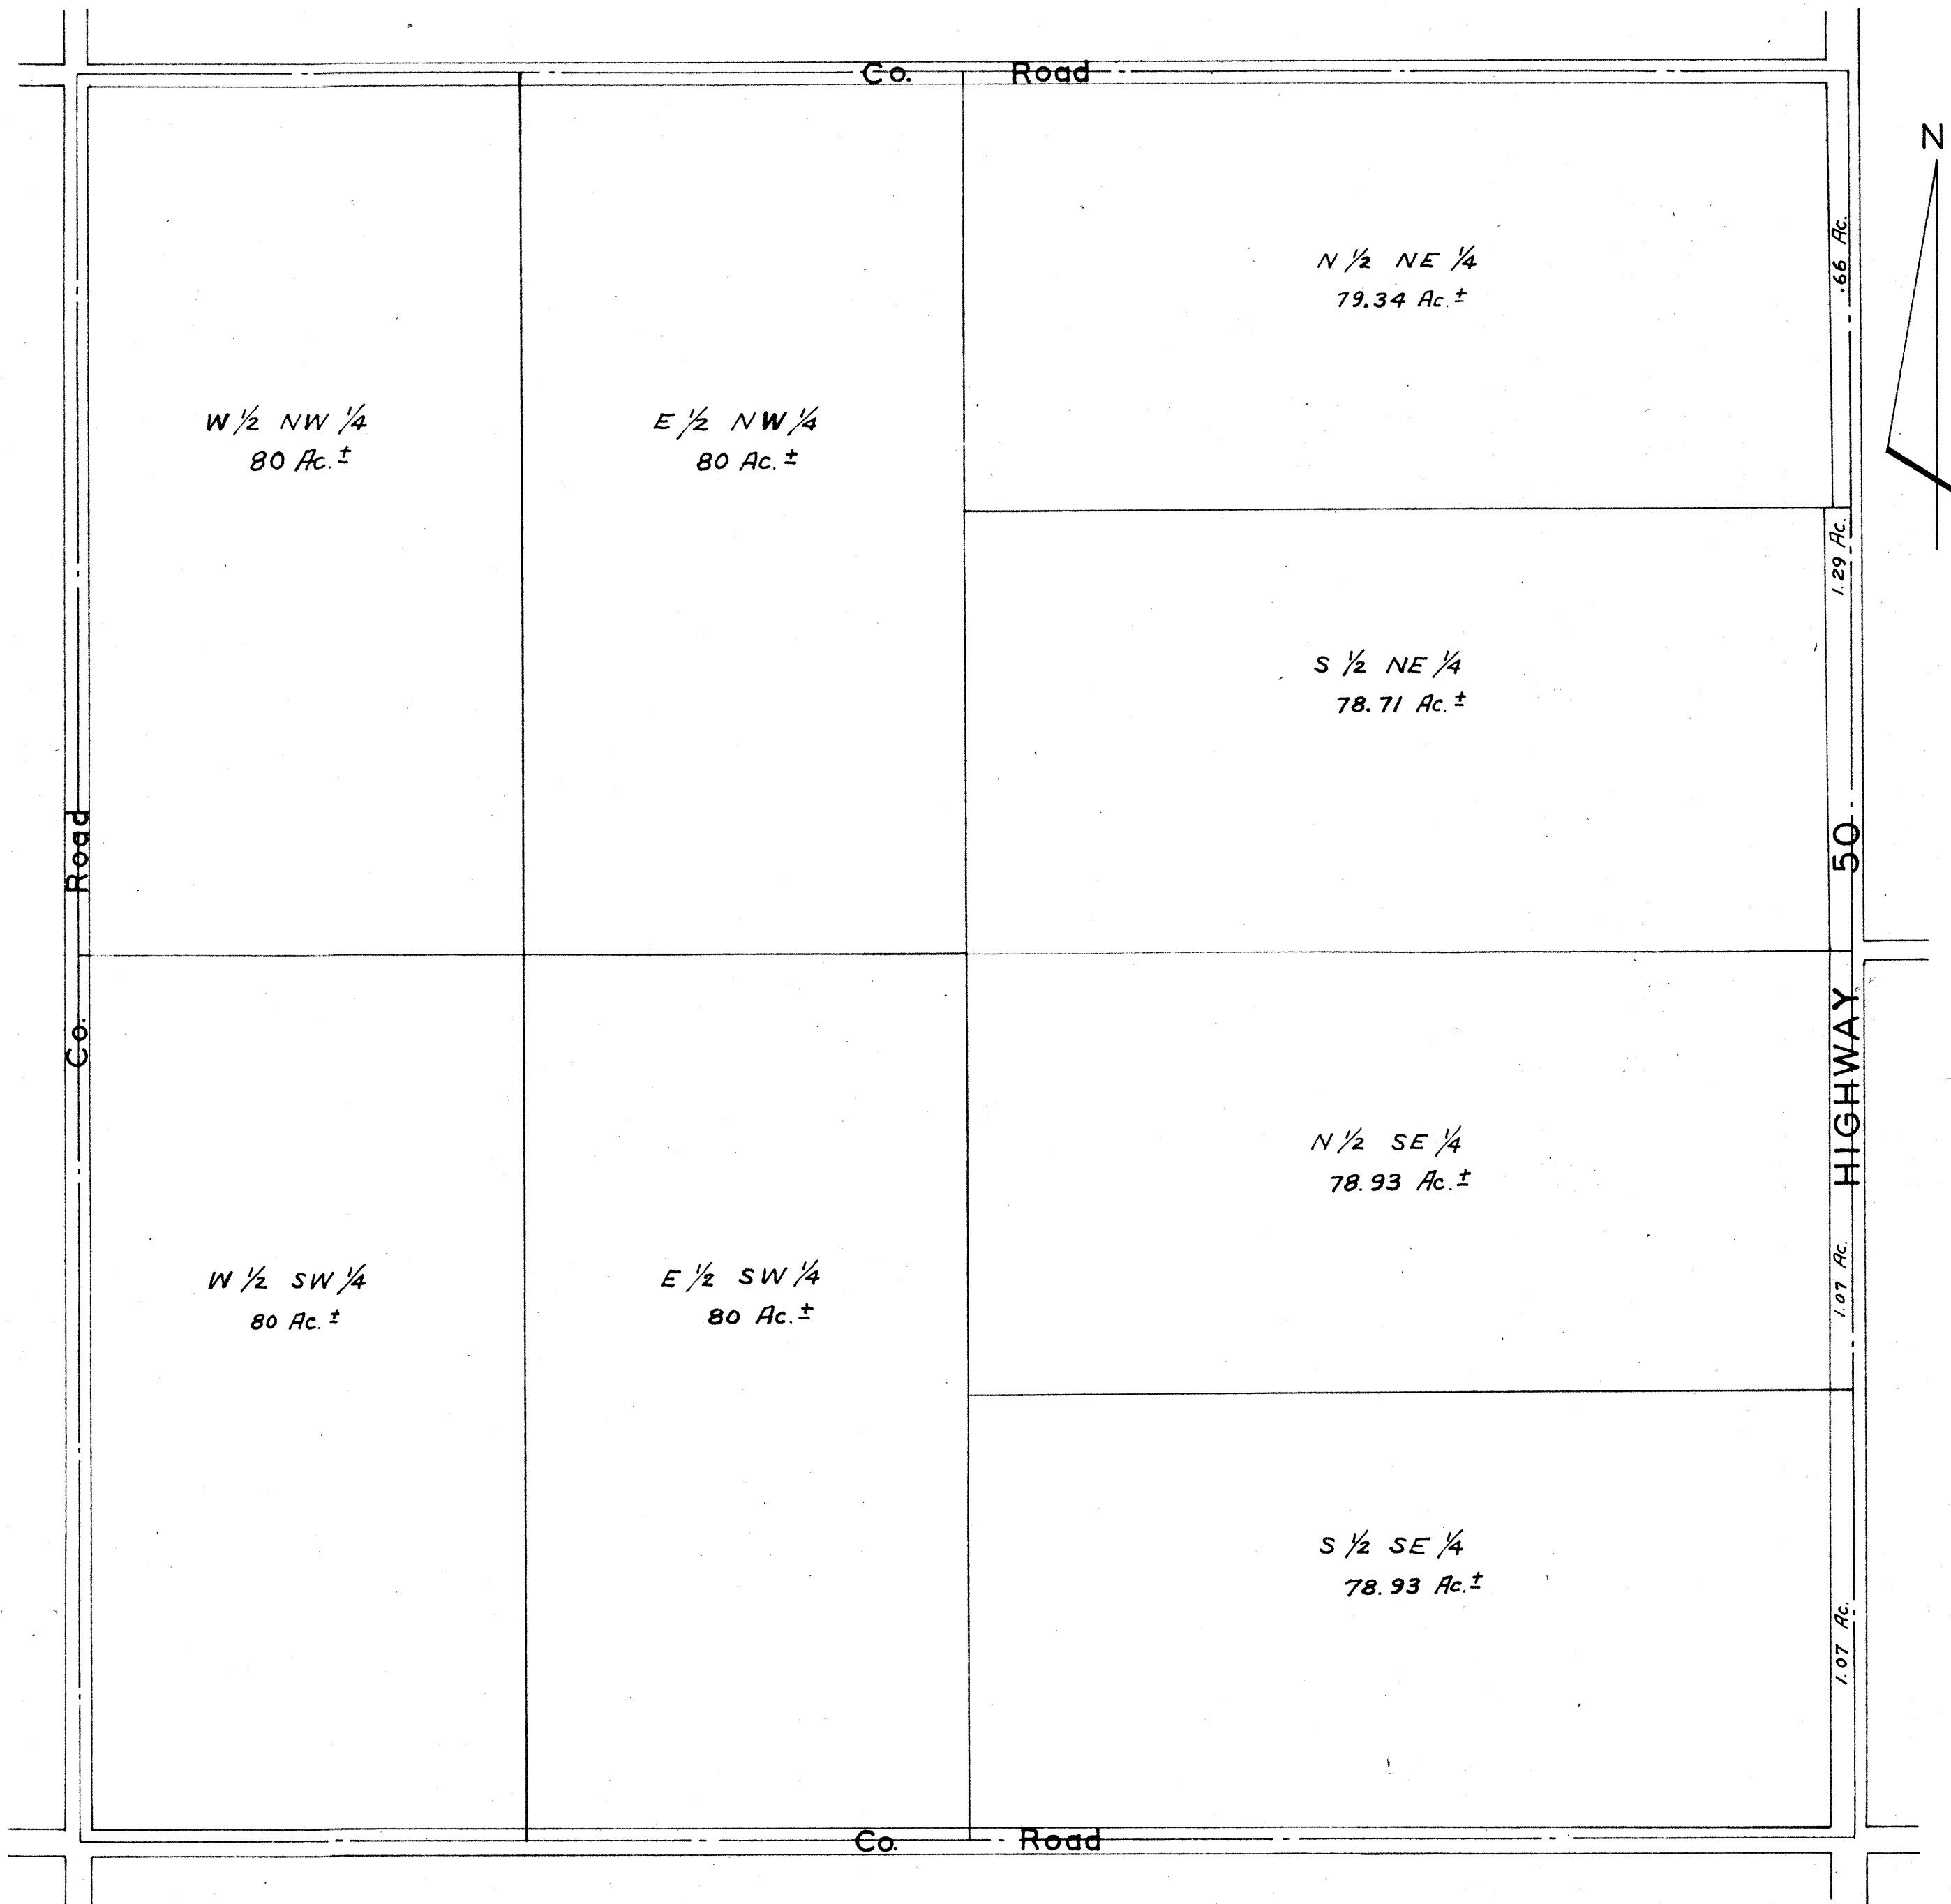 Co. Road
N
N ½ NE ¼
79.34 Ac. ±
.66 Ac.
W ½ NW ¼
80 Ac. ±
E ½ NW ¼
80 Ac. ±
1.29 Ac.
S ½ NE ¼
78.71 Ac. ±
Co. Road
HIGHWAY 50
N ½ SE ¼
78.93 Ac. ±
1.07 Ac.
W ½ SW ¼
80 Ac. ±
E ½ SW ¼
80 Ac. ±
S ½ SE ¼
78.93 Ac. ±
1.07 Ac.
Co. Road